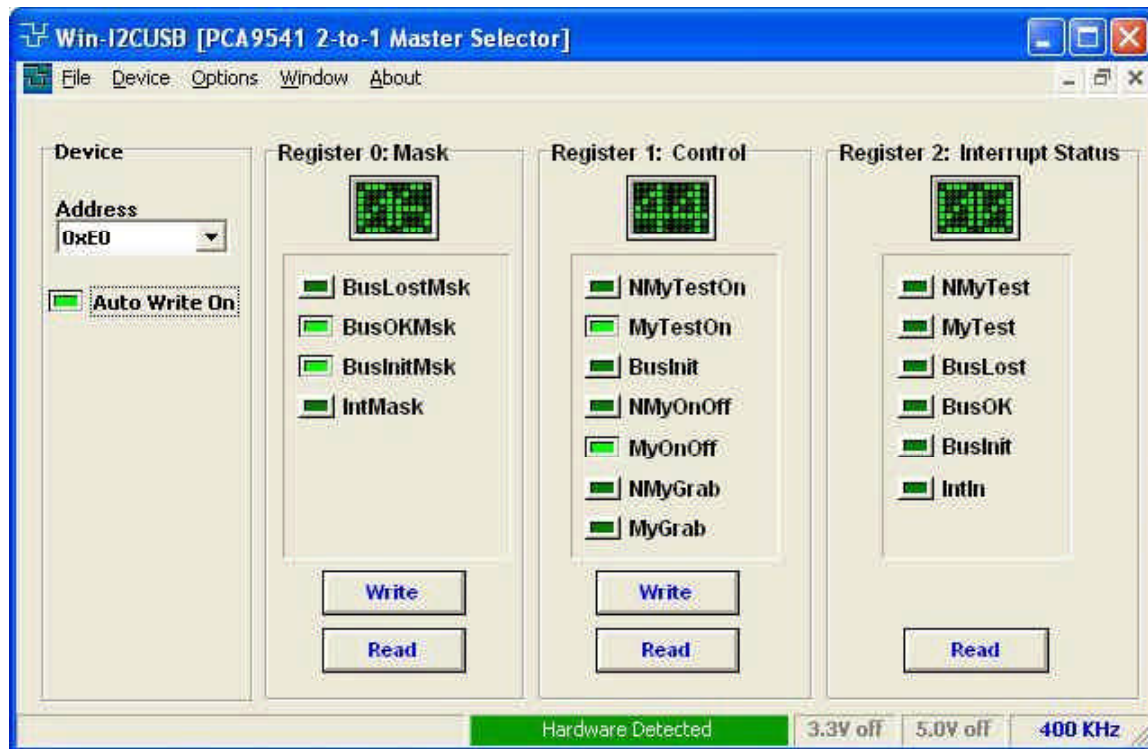 Win-I2CUSB [PCA9541 2-to-1 Master Selector]
File Device Options Window About
Device
Address
0xE0
Auto Write On
Register 0: Mask
BusLostMsk
BusOKMsk
BusInitMsk
IntMask
Write
Read
Register 1: Control
NMyTestOn
MyTestOn
BusInit
NMyOnOff
MyOnOff
NMyGrab
MyGrab
Write
Read
Register 2: Interrupt Status
NMyTest
MyTest
BusLost
BusOK
BusInit
IntIn
Read
Hardware Detected 3.3V off 5.0V off 400 KHz